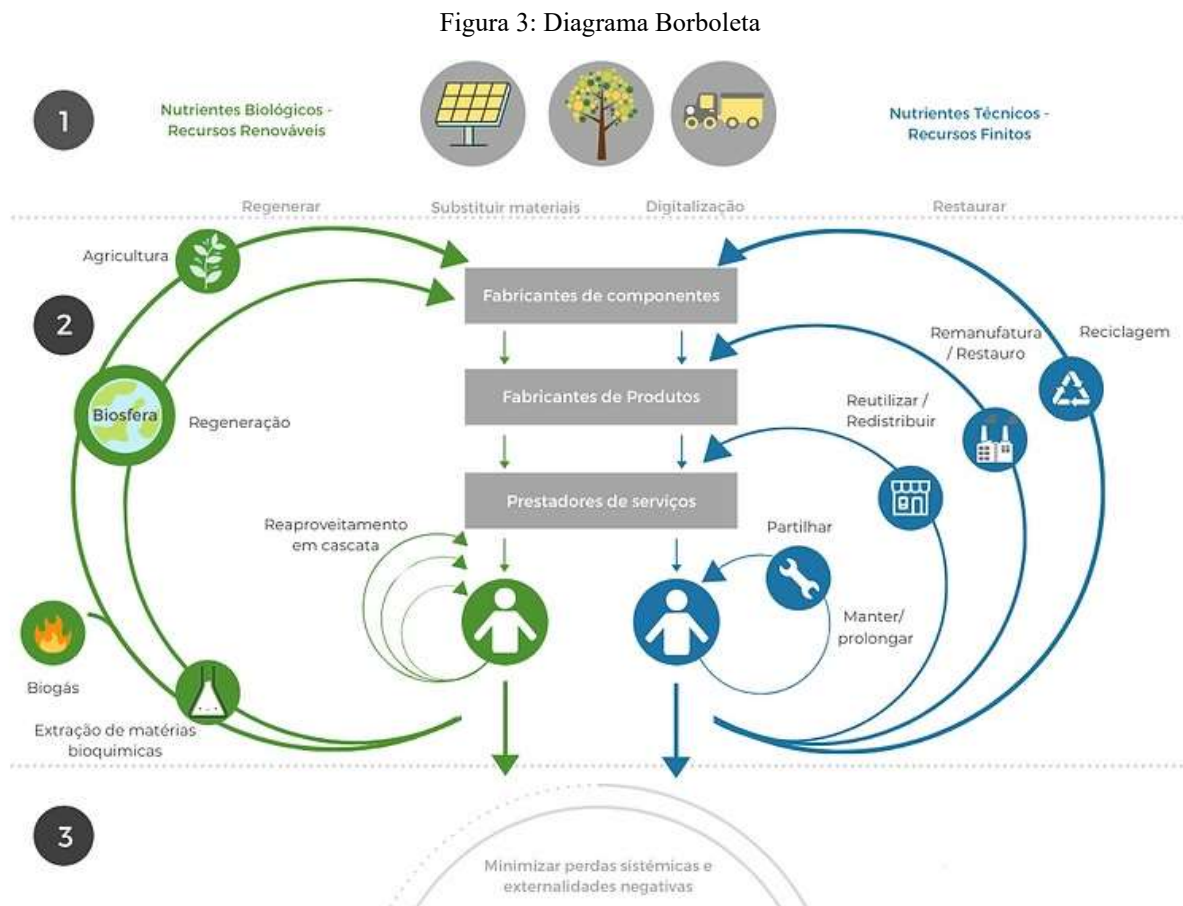 Figura 3: Diagrama Borboleta
1
Nutrientes Biológicos -
Recursos Renováveis
Nutrientes Técnicos -
Recursos Finitos
Regenerar
Substituir materiais
Digitalização
Restaurar
2
Agricultura
Fabricantes de componentes
Remanufatura
/ Restauro
Reciclagem
Biosfera
Regeneração
Fabricantes de Produtos
Reutilizar /
Redistribuir
Prestadores de serviços
Reaproveitamento
em cascata
Partilhar
Manter/
prolongar
Biogás
Extração de matérias
bioquimicas
3
Minimizar perdas sistémicas e
externalidades negativas